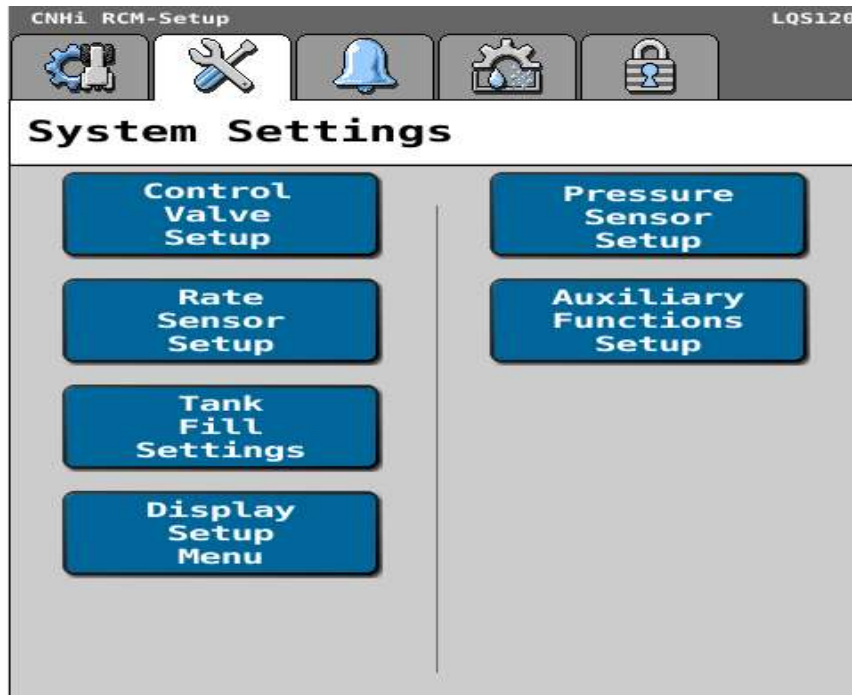 CNHi RCM-Setup
LQS120
System Settings
Control
Valve
Setup
Rate
Sensor
Setup
Tank
Fill
Settings
Display
Setup
Menu
Pressure
Sensor
Setup
Auxiliary
Functions
Setup